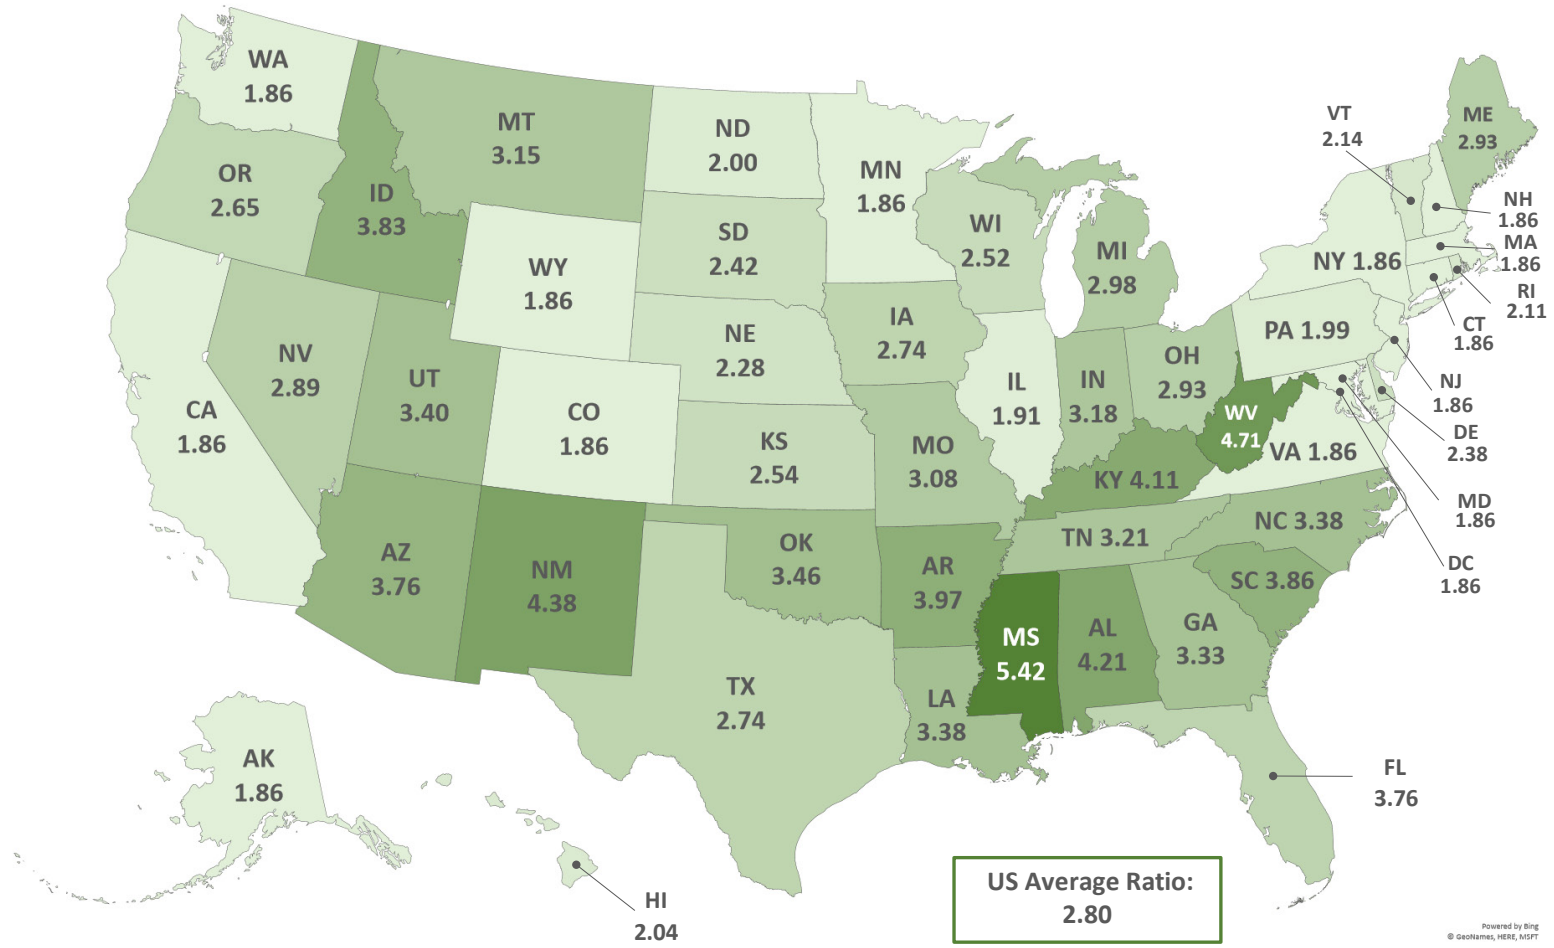 WA
1.86
OR
2.65
CA
1.86
ID
3.83
NV
2.89
MT
3.15
WY
1.86
UT
3.40
CO
1.86
AZ
3.76
NM
4.38
ND
2.00
SD
2.42
NE
2.28
KS
2.54
OK
3.46
TX
2.74
MN
1.86
IA
2.74
MO
3.08
AR
3.97
LA
3.38
WI
2.52
IL
1.91
MI
2.98
IN
3.18
OH
2.93
KY 4.11
TN 3.21
MS
5.42
AL
4.21
GA
3.33
FL
3.76
SC 3.86
NC 3.38
VA 1.86
WV
4.71
PA 1.99
NY 1.86
VT
2.14
ME
2.93
NH
1.86
MA
1.86
RI
2.11
CT
1.86
NJ
1.86
DE
2.38
MD
1.86
DC
1.86
AK
1.86
HI
2.04
US Average Ratio:
2.80
Powered by Bing
© GeoNames, HERE, MSFT